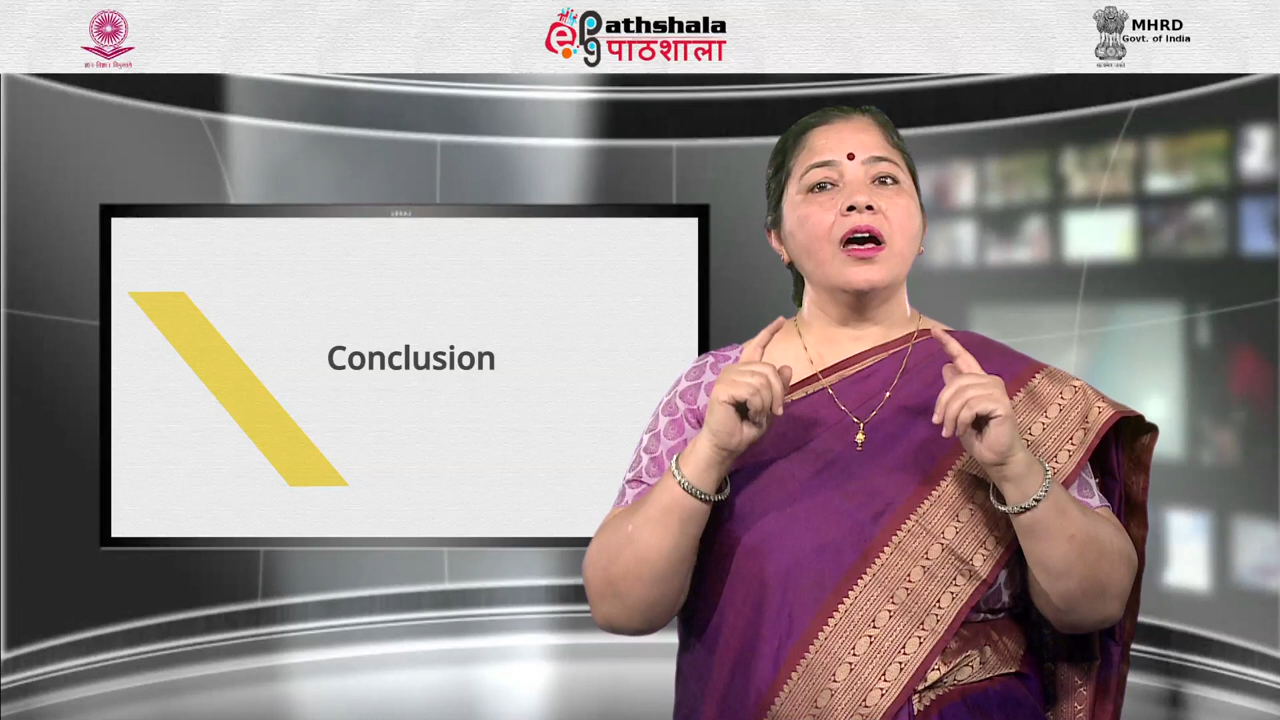 athshala
पाठशाला
MHRD
Govt. of India
Conclusion